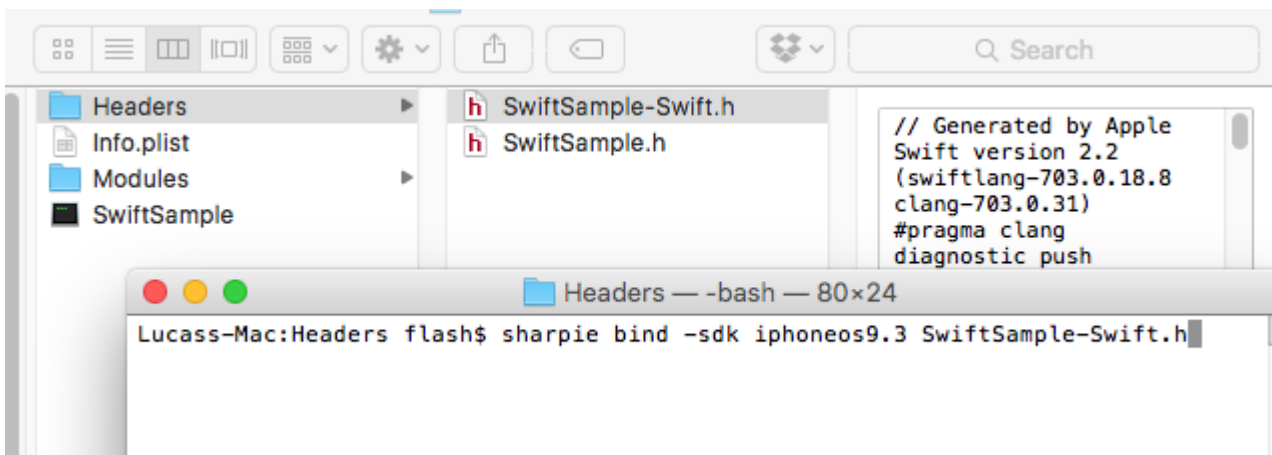 Search
Headers
Info.plist
Modules
SwiftSample
h SwiftSample-Swift.h
h SwiftSample.h
// Generated by Apple
Swift version 2.2
(swiftlang-703.0.18.8
clang-703.0.31)
#pragma clang
diagnostic push
Headers — -bash — 80×24
Lucass-Mac:Headers flash$ sharpie bind -sdk iphoneos9.3 SwiftSample-Swift.h